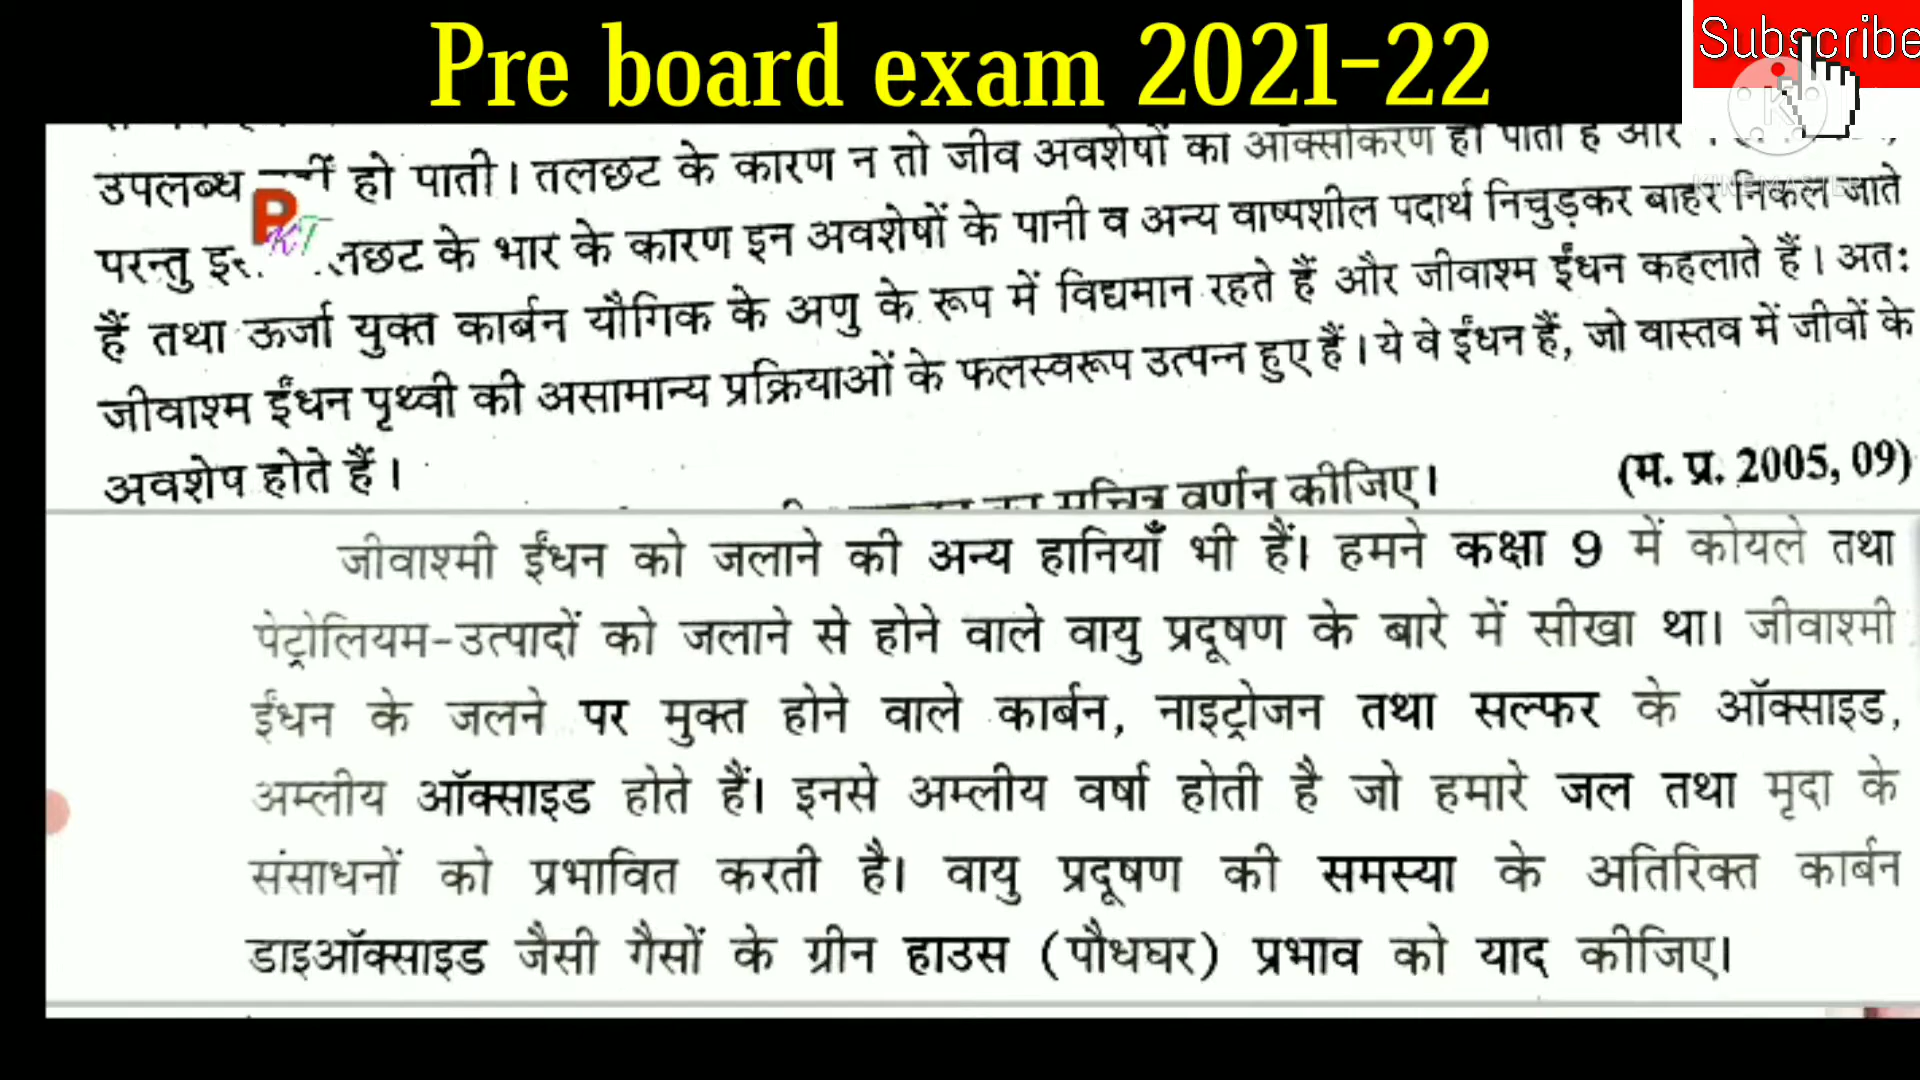 Pre board exam 2021-22
Subscribe
KINEMASTER
उपलब्ध हो पाती। तलछट के कारण न तो जीव अवशेषों का ऑक्सीकरण हो पाता है और
परन्तु के भार के कारण इन अवशेषों के पानी व अन्य वाष्पशील पदार्थ निचुड़कर बाहर निकल जाते
हैं तथा ऊर्जा युक्त कार्बन यौगिक के अणु के रूप में विद्यमान रहते हैं और जीवाश्म ईंधन कहलाते हैं। अतः
जीवाश्म ईंधन पृथ्वी की असामान्य प्रक्रियाओं के फलस्वरूप उत्पन्न हुए हैं। ये वे ईंधन हैं, जो वास्तव में जीवों के
अवशेष होते हैं।
सचित्र वर्णन कीजिए। (म. प्र. 2005, 09)
जीवाश्मी ईंधन को जलाने की अन्य हानियाँ भी हैं। हमने कक्षा 9 में कोयले तथा
पेट्रोलियम-उत्पादों को जलाने से होने वाले वायु प्रदूषण के बारे में सीखा था। जीवाश्मी
ईंधन के जलने पर मुक्त होने वाले कार्बन, नाइट्रोजन तथा सल्फर के ऑक्साइड,
अम्लीय ऑक्साइड होते हैं। इनसे अम्लीय वर्षा होती है जो हमारे जल तथा मृदा के
संसाधनों को प्रभावित करती है। वायु प्रदूषण की समस्या के अतिरिक्त कार्बन
डाइऑक्साइड जैसी गैसों के ग्रीन हाउस (पौधघर) प्रभाव को याद कीजिए।